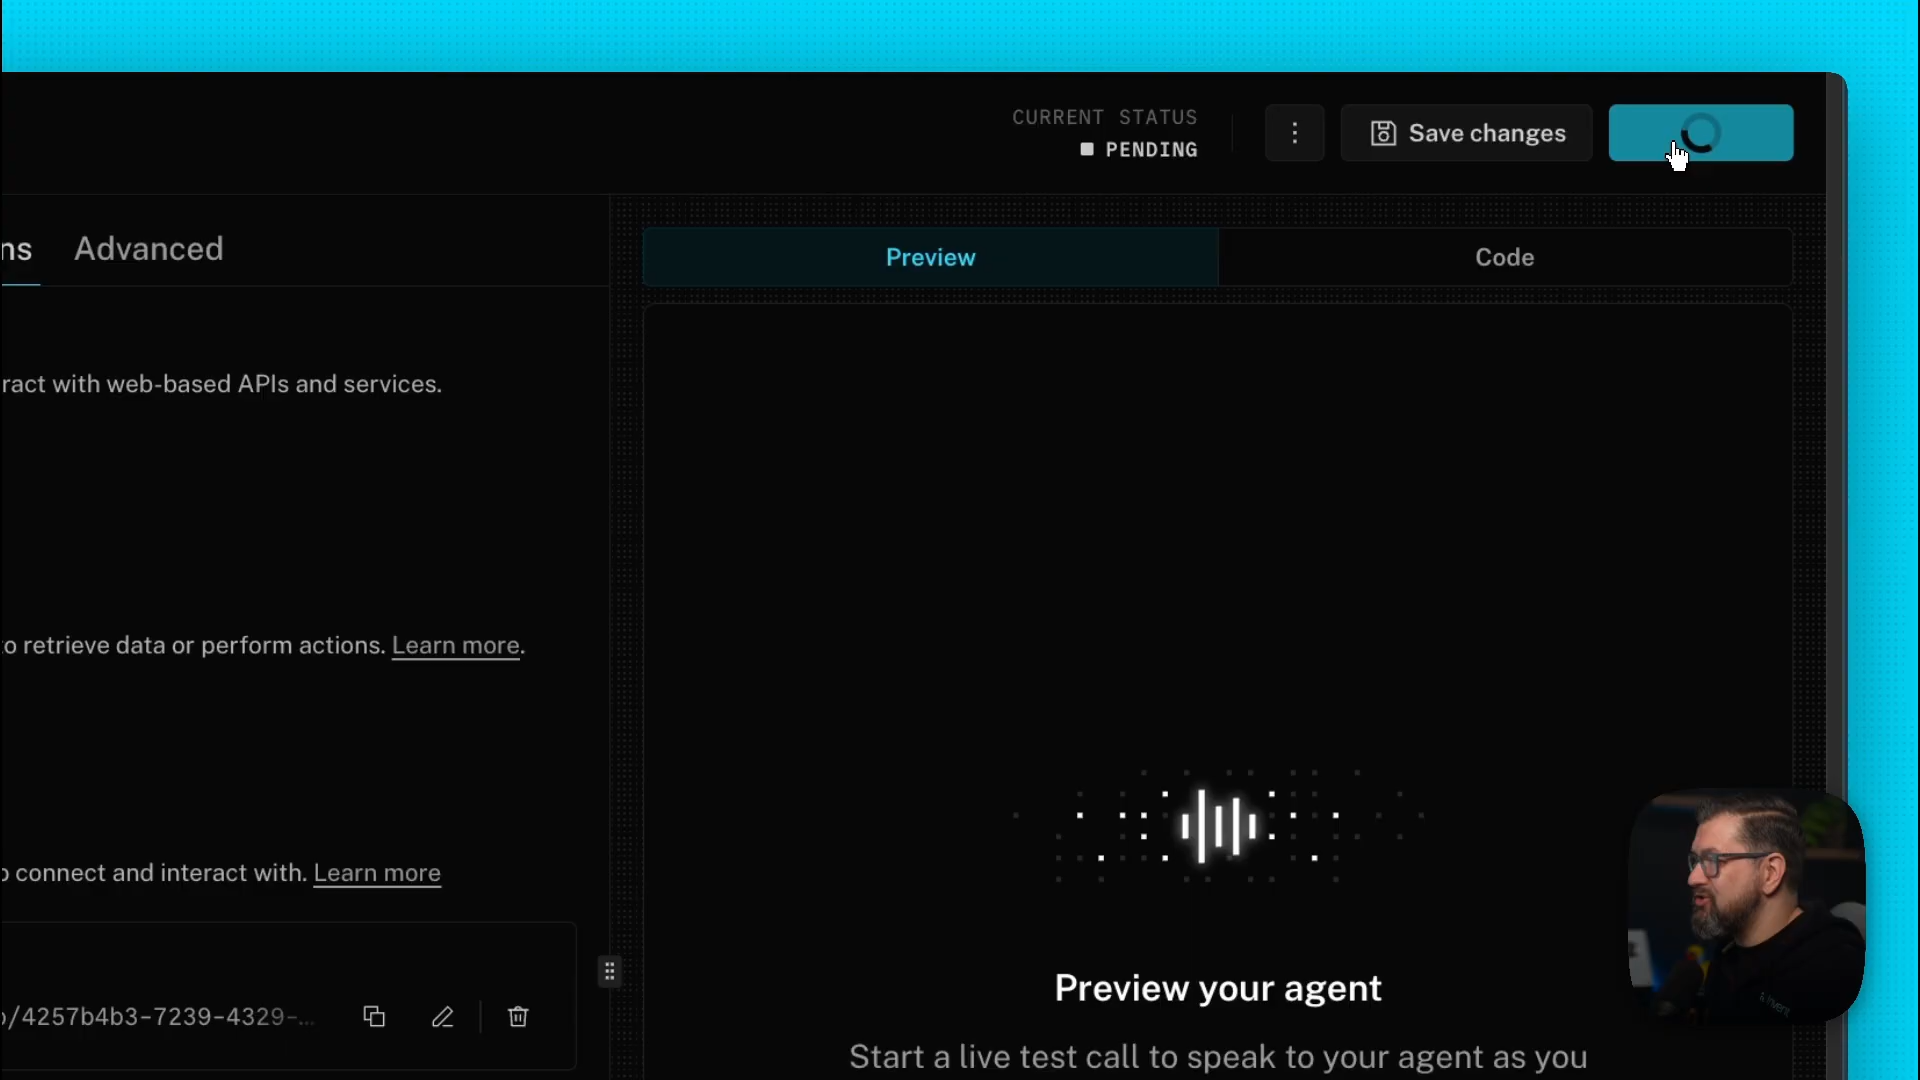 CURRENT STATUS
PENDING
Save changes
ns
Advanced
Preview
Code
ract with web-based APIs and services.
o retrieve data or perform actions. Learn more.
o connect and interact with. Learn more
/4257b4b3-7239-4329-...
Preview your agent
Start a live test call to speak to your agent as you